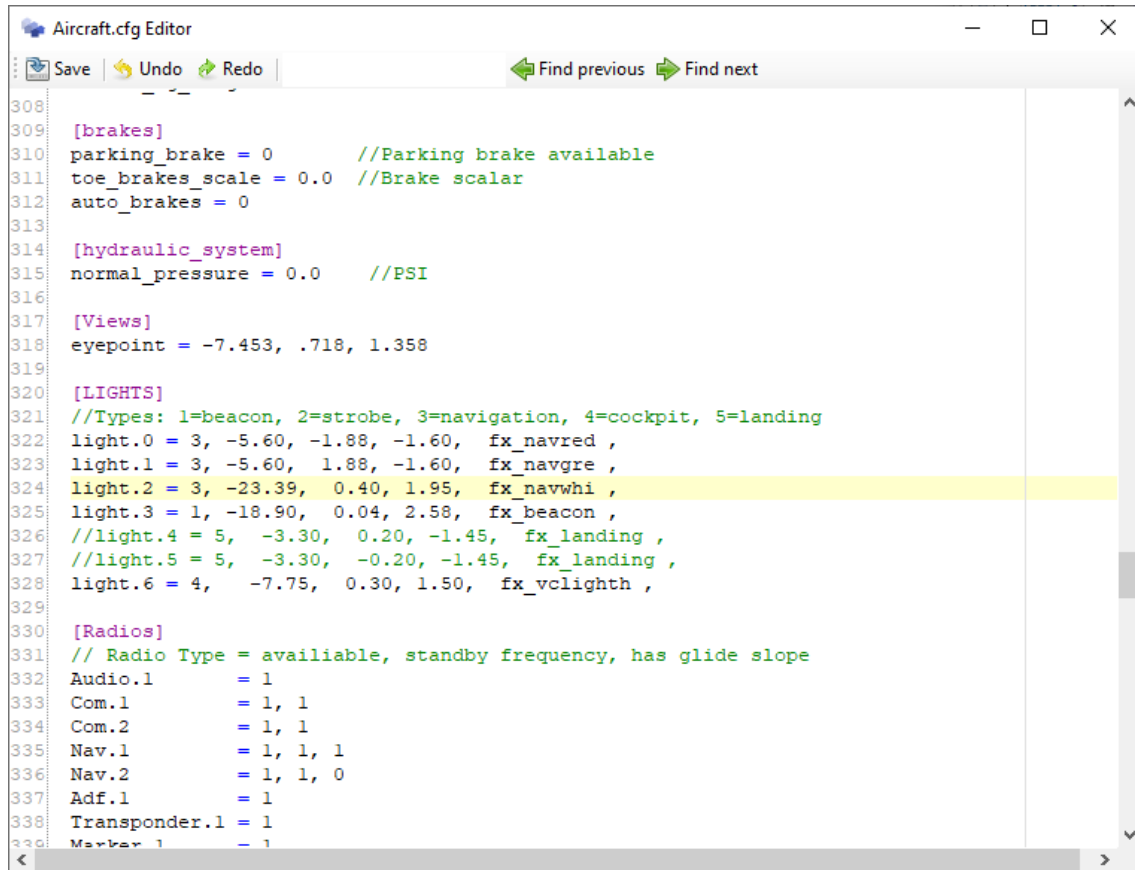 Aircraft.cfg Editor
Save Undo Redo Find previous Find next
308
309 [brakes]
310 parking_brake = 0 //Parking brake available
311 toe_brakes_scale = 0.0 //Brake scalar
312 auto_brakes = 0
313
314 [hydraulic_system]
315 normal_pressure = 0.0 //PSI
316
317 [Views]
318 eyepoint = -7.453, .718, 1.358
319
320 [LIGHTS]
321 //Types: 1=beacon, 2=strobe, 3=navigation, 4=cockpit, 5=landing
322 light.0 = 3, -5.60, -1.88, -1.60, fx_navred ,
323 light.1 = 3, -5.60, 1.88, -1.60, fx_navgre ,
324 light.2 = 3, -23.39, 0.40, 1.95, fx_navwhi ,
325 light.3 = 1, -18.90, 0.04, 2.58, fx_beacon ,
326 //light.4 = 5, -3.30, 0.20, -1.45, fx_landing ,
327 //light.5 = 5, -3.30, -0.20, -1.45, fx_landing ,
328 light.6 = 4, -7.75, 0.30, 1.50, fx_vclighth ,
329
330 [Radios]
331 // Radio Type = availiable, standby frequency, has glide slope
332 Audio.1 = 1
333 Com.1 = 1, 1
334 Com.2 = 1, 1
335 Nav.1 = 1, 1, 1
336 Nav.2 = 1, 1, 0
337 Adf.1 = 1
338 Transponder.1 = 1
339 Marker.1 = 1